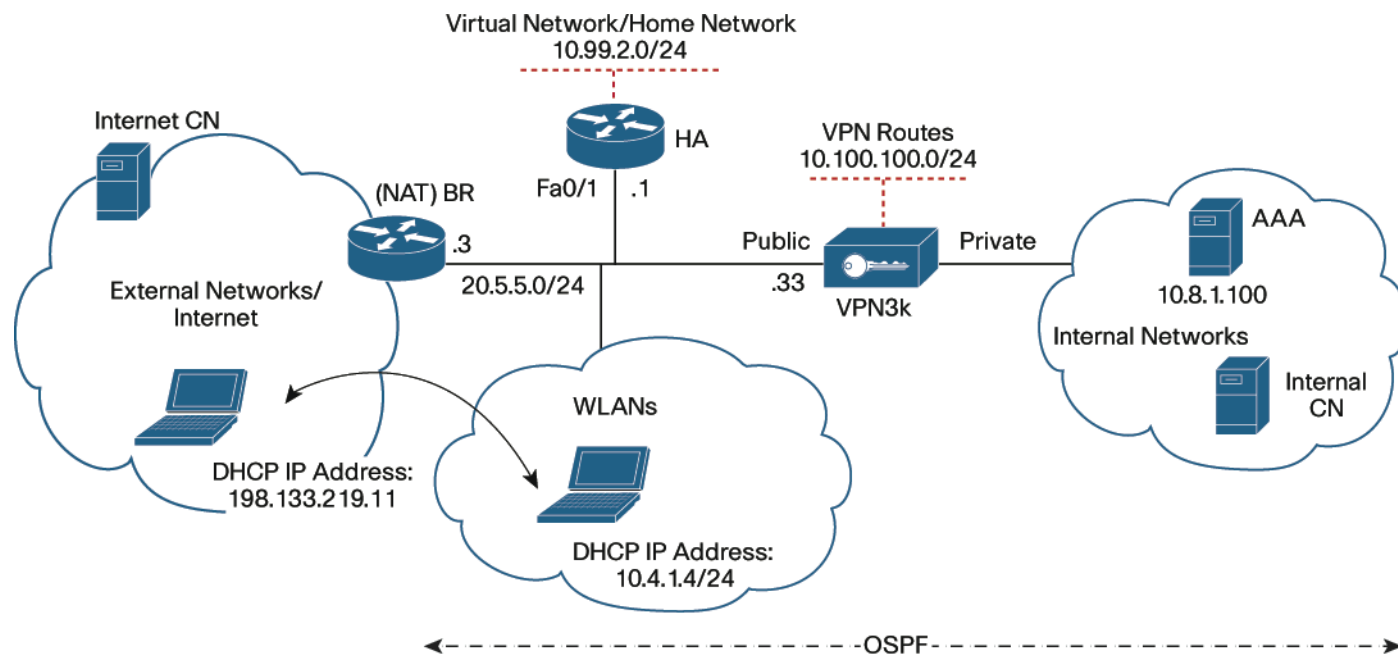 Virtual Network/Home Network
10.99.2.0/24
Internet CN
HA
VPN Routes
10.100.100.0/24
(NAT) BR
Fa0/1
.1
AAA
.3
Public
Private
External Networks/
Internet
20.5.5.0/24
.33
VPN3k
10.8.1.100
Internal Networks
WLANs
Internal
CN
DHCP IP Address:
198.133.219.11
DHCP IP Address:
10.4.1.4/24
OSPF